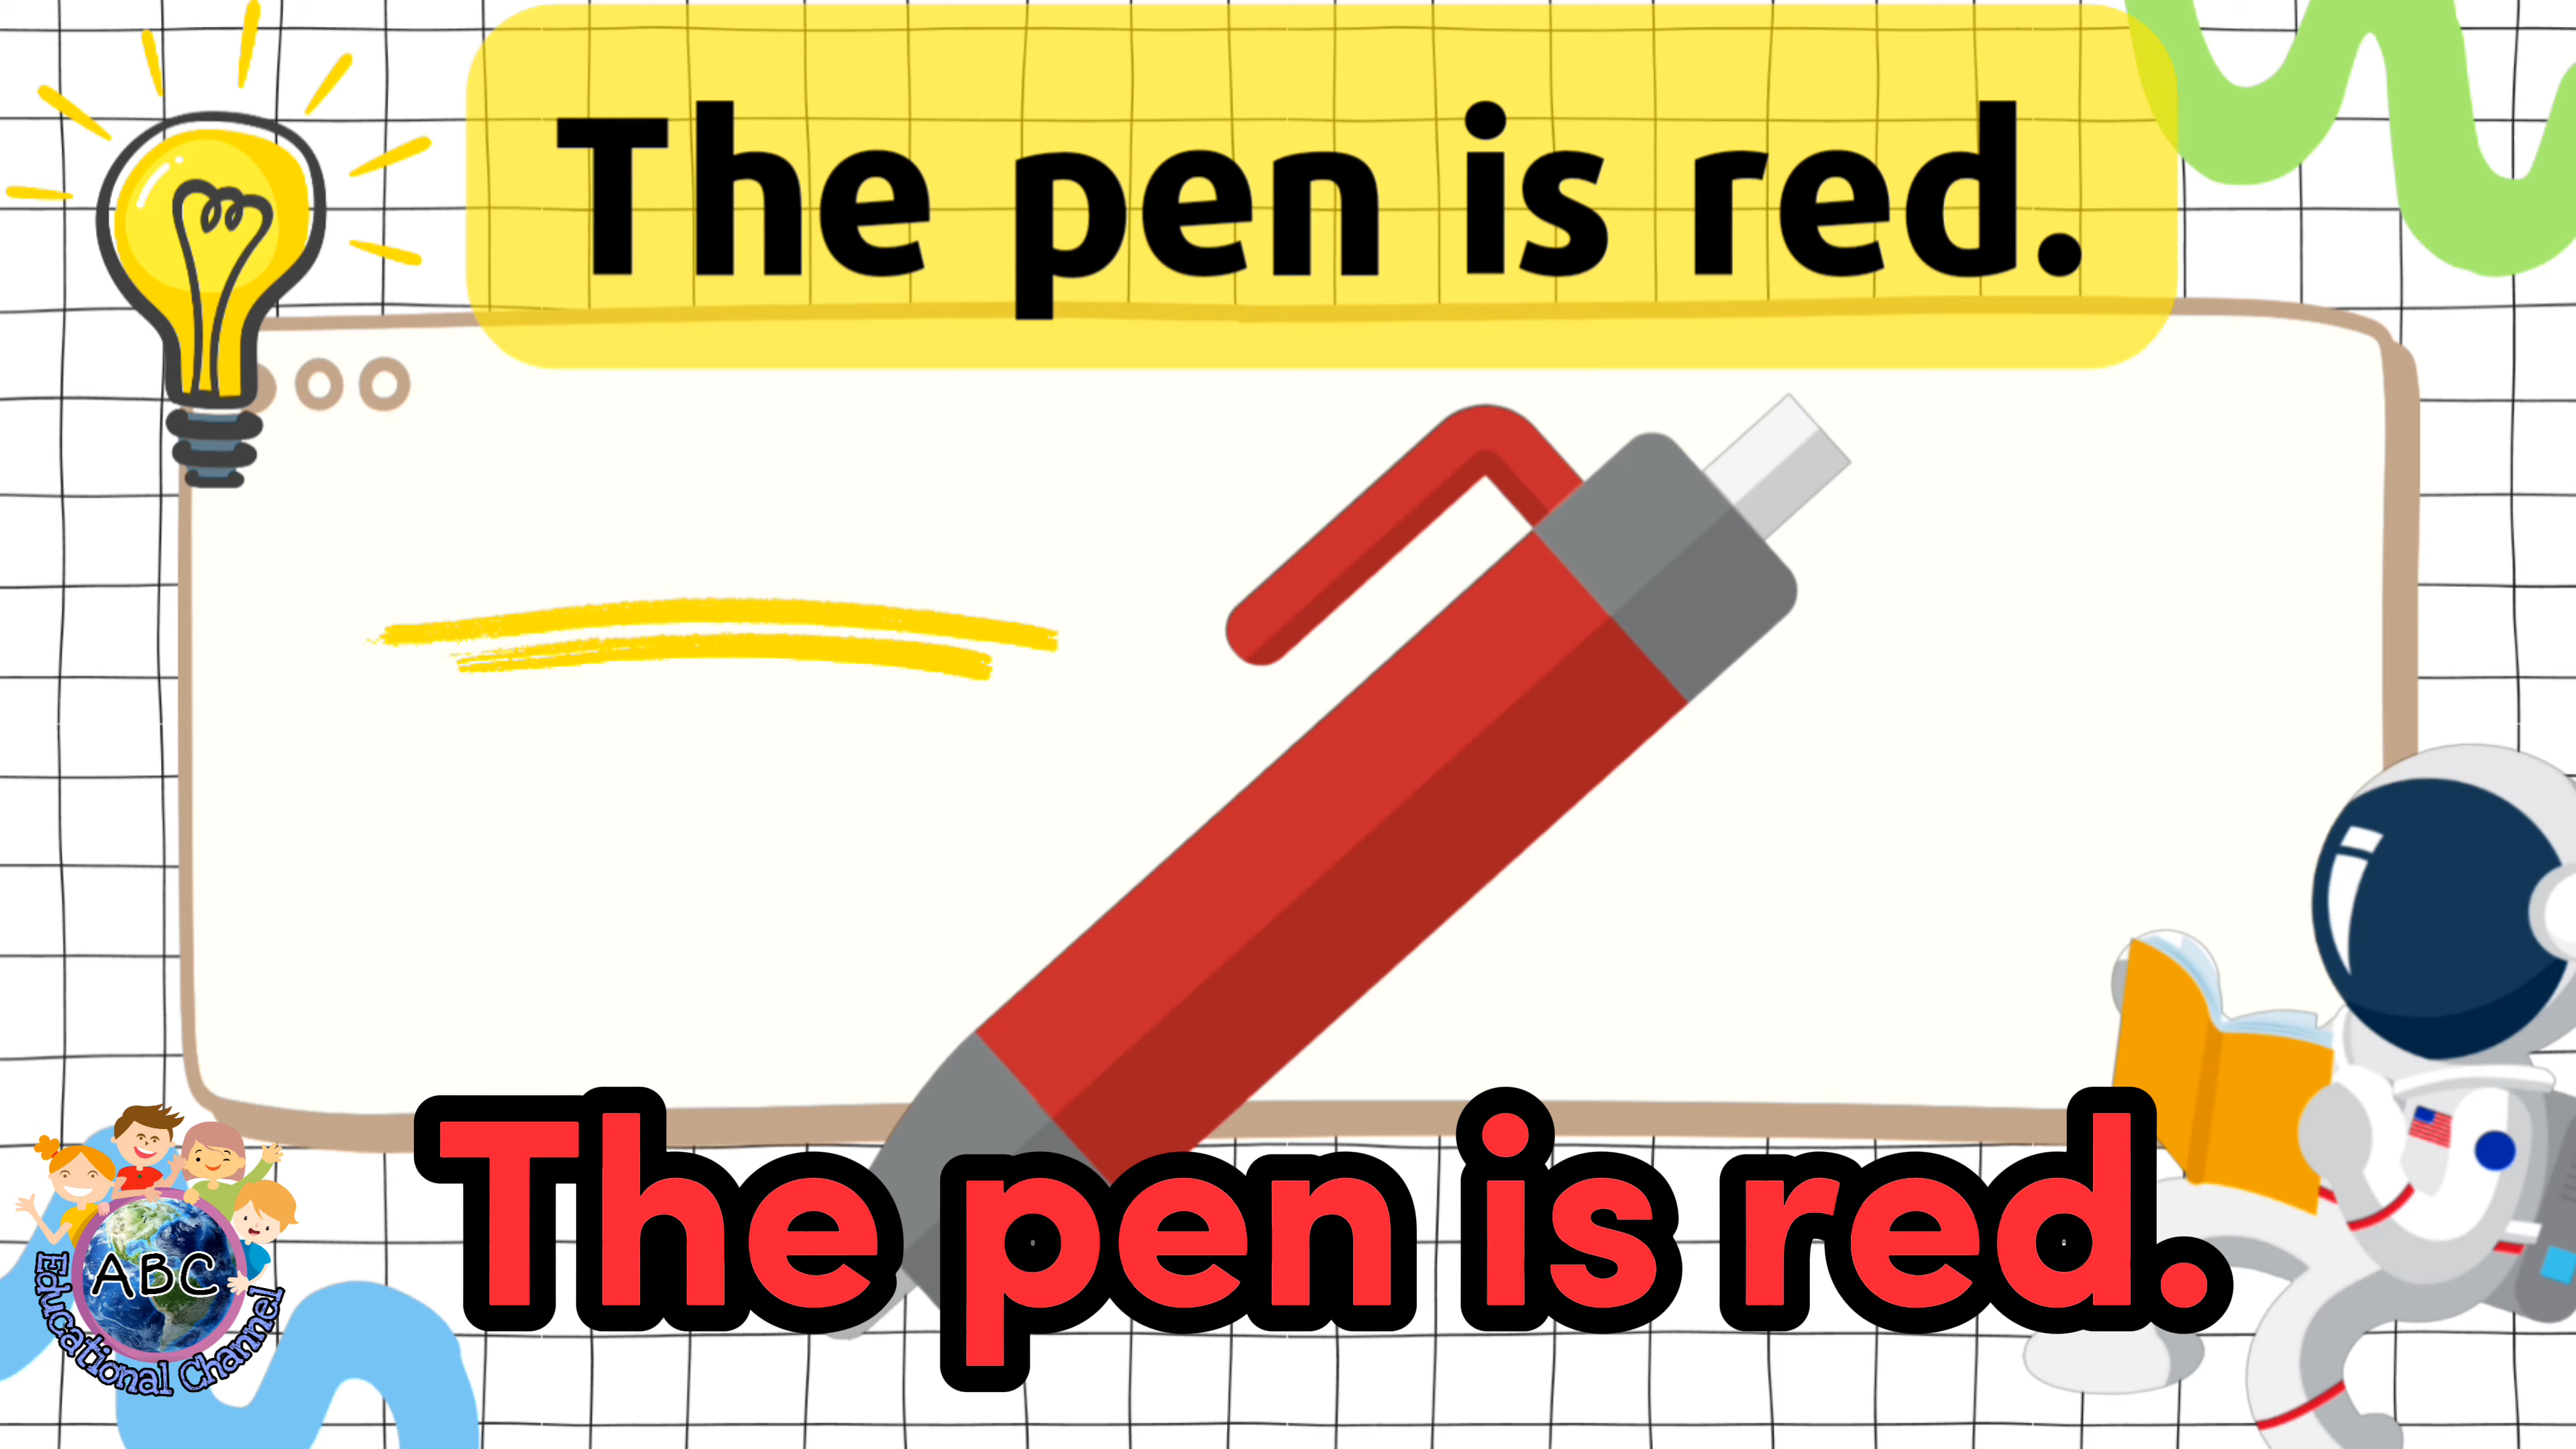 The pen is red.
The pen is red.
ABC
Educational Channel